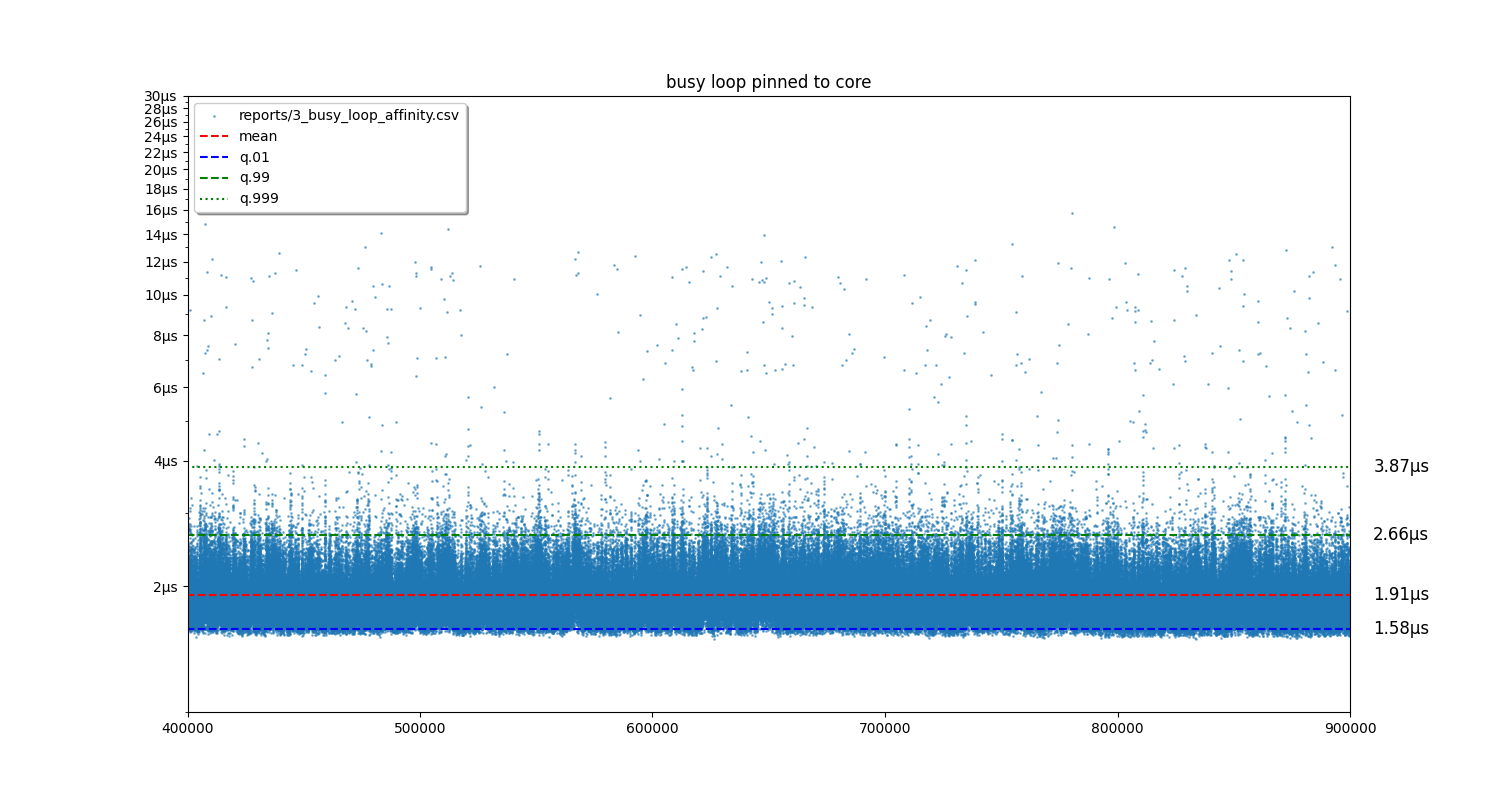 busy loop pinned to core
30µs
28µs
26µs
24µs
22µs
20µs
18µs
16µs
14µs
12µs
10µs
8µs
6µs
4µs
2µs
reports/3_busy_loop_affinity.csv
mean
q.01
q.99
q.999
3.87µs
2.66µs
1.91µs
1.58µs
400000 500000 600000 700000 800000 900000